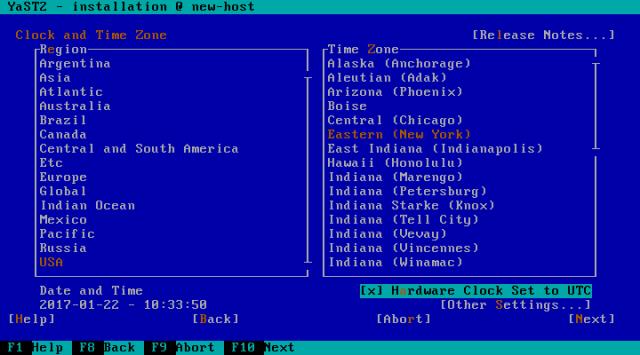 YaST2 - installation @ new-host
Clock and Time Zone
[Release Notes...]
Region
Argentina
Asia
Atlantic
Australia
Brazil
Canada
Central and South America
Etc
Europe
Global
Indian Ocean
Mexico
Pacific
Russia
USA
Time Zone
Alaska (Anchorage)
Aleutian (Adak)
Arizona (Phoenix)
Boise
Central (Chicago)
Eastern (New York)
East Indiana (Indianapolis)
Hawaii (Honolulu)
Indiana (Marengo)
Indiana (Petersburg)
Indiana Starke (Knox)
Indiana (Tell City)
Indiana (Vevay)
Indiana (Vincennes)
Indiana (Winamac)
Date and Time
2017-01-22 - 10:33:50
[x] Hardware Clock Set to UTC
[Other Settings...]
[Help] [Back] [Abort] [Next]
F1 Help F8 Back F9 Abort F10 Next